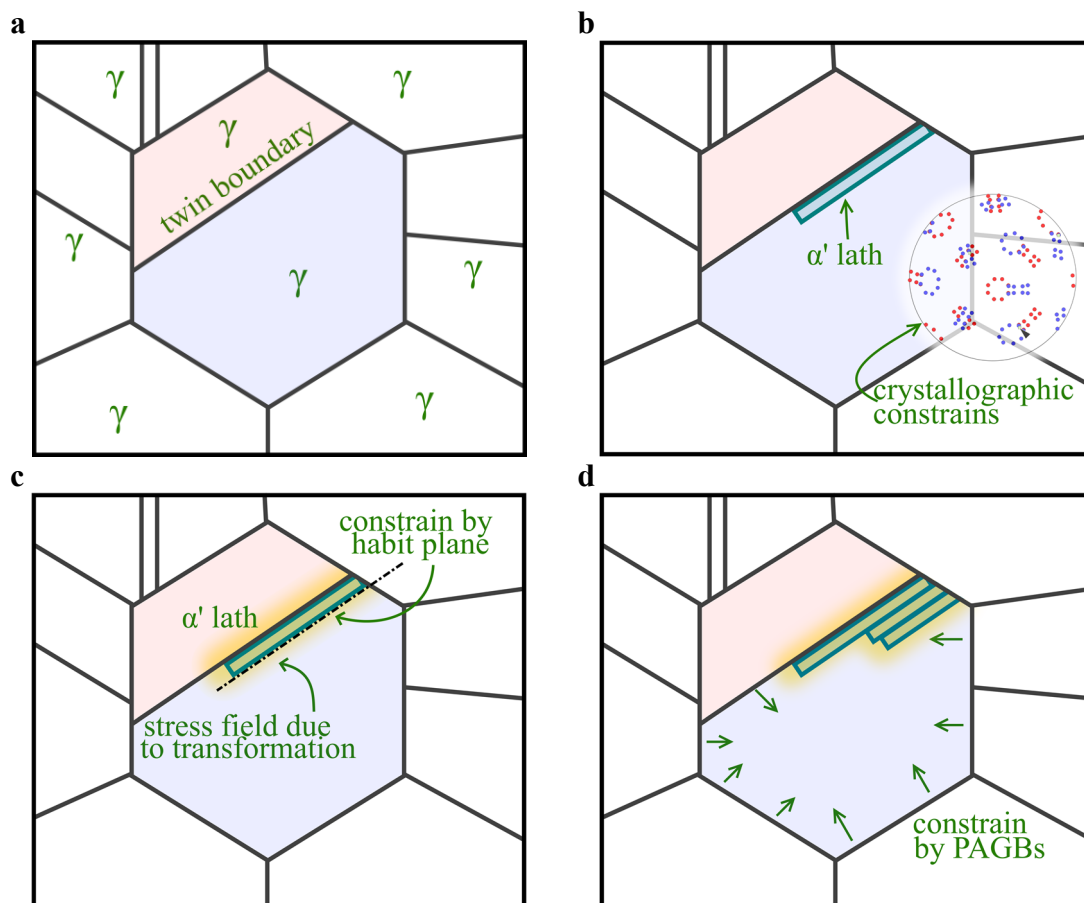 a
γ
γ
γ
twin boundary
γ
γ
γ
γ
γ
b
α' lath
crystallographic
constrains
c
constrain by
habit plane
α' lath
stress field due
to transformation
d
constrain
by PAGBs